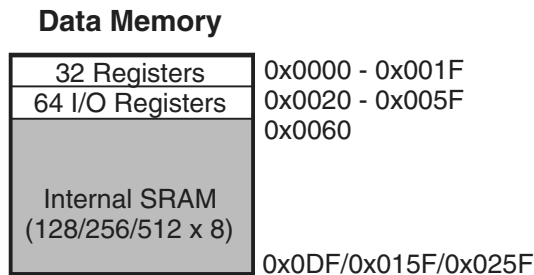 Data Memory
32 Registers 0x0000 - 0x001F
64 I/O Registers 0x0020 - 0x005F
0x0060
Internal SRAM
(128/256/512 x 8)
0x0DF/0x015F/0x025F